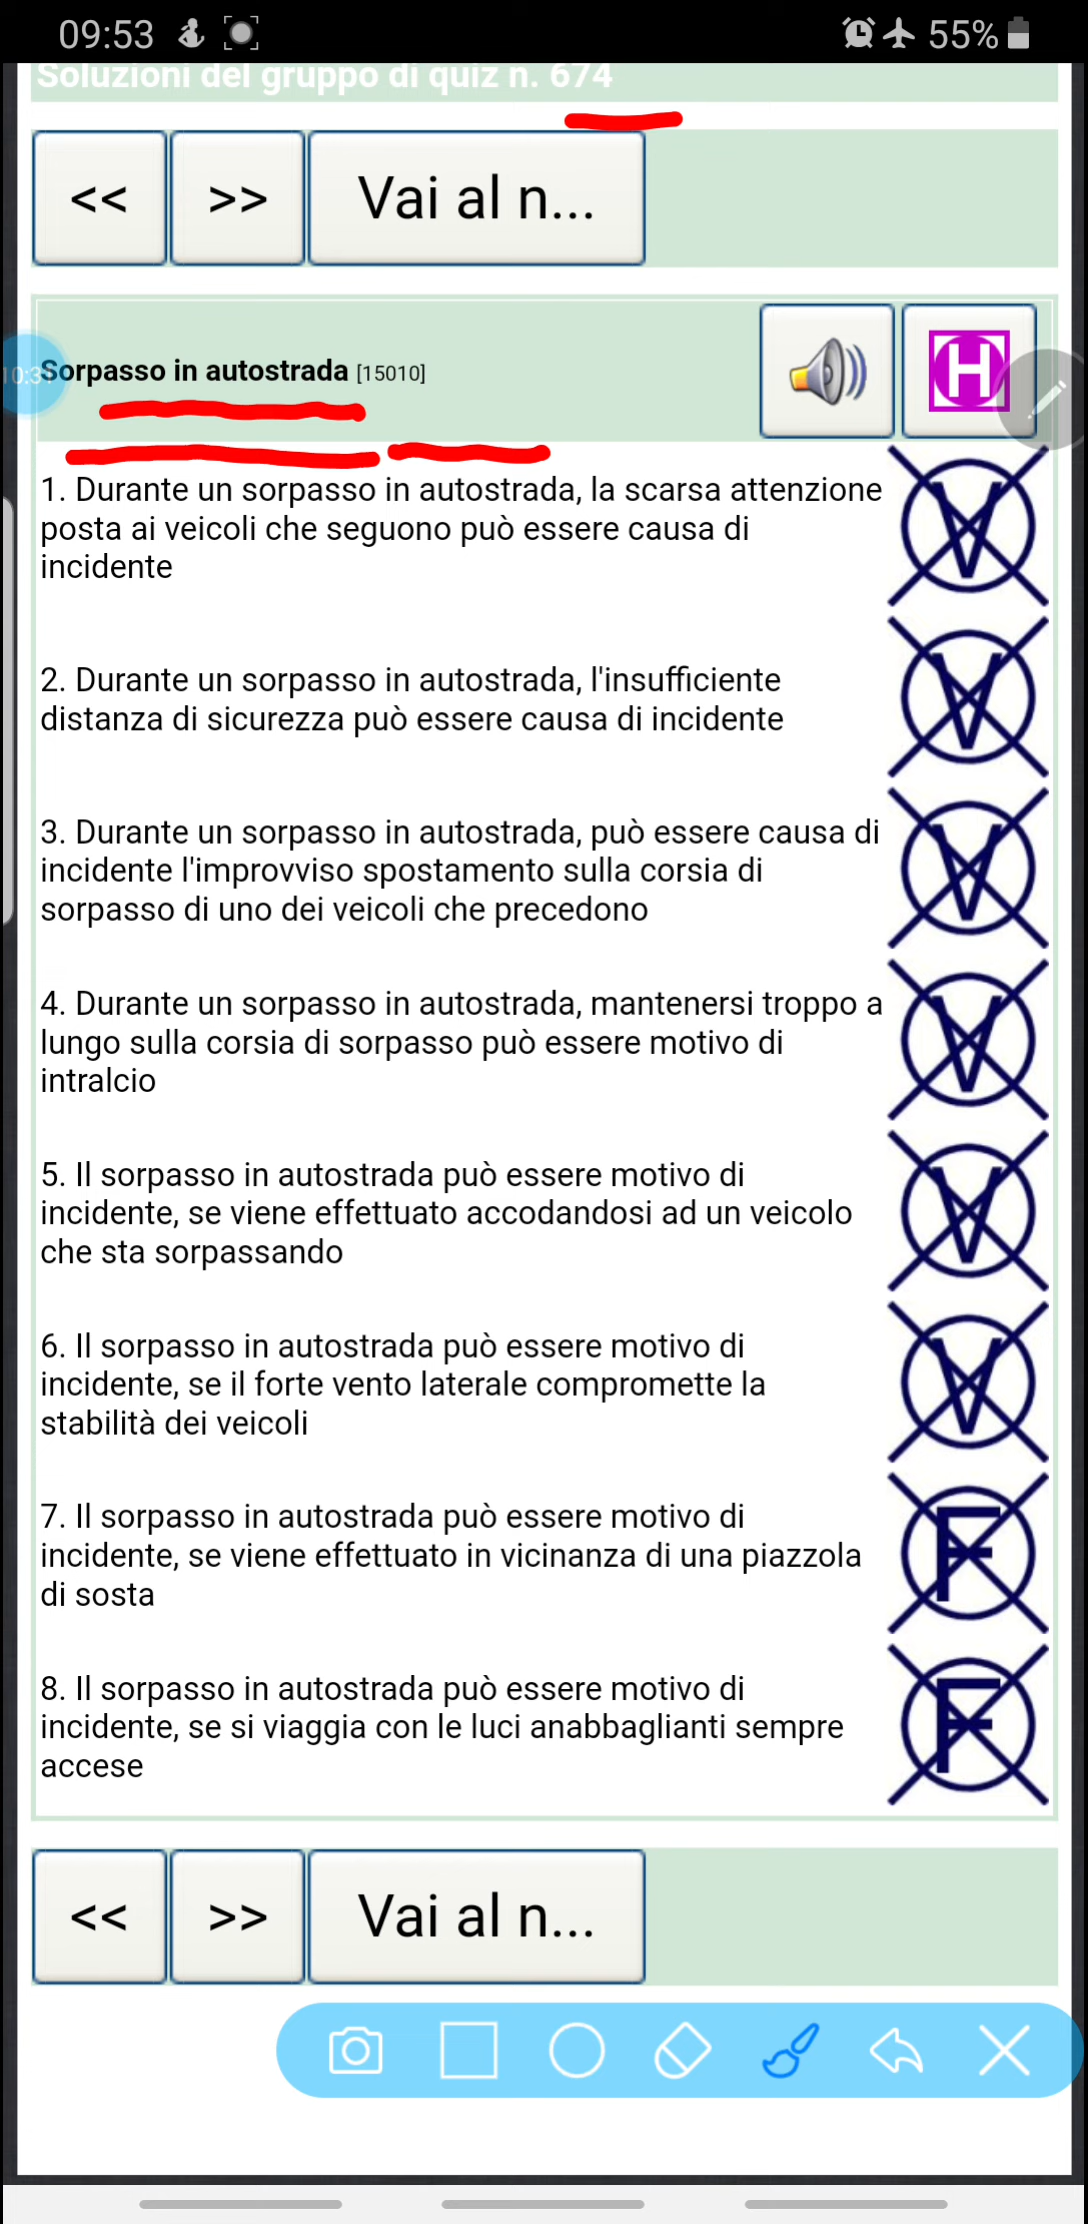 09:53
55%
Soluzioni del gruppo di quiz n. 674
<< >> Vai al n...
Sorpasso in autostrada [15010]
H
1. Durante un sorpasso in autostrada, la scarsa attenzione
posta ai veicoli che seguono può essere causa di
incidente
V
2. Durante un sorpasso in autostrada, l'insufficiente
distanza di sicurezza può essere causa di incidente
V
3. Durante un sorpasso in autostrada, può essere causa di
incidente l'improvviso spostamento sulla corsia di
sorpasso di uno dei veicoli che precedono
V
4. Durante un sorpasso in autostrada, mantenersi troppo a
lungo sulla corsia di sorpasso può essere motivo di
intralcio
V
5. Il sorpasso in autostrada può essere motivo di
incidente, se viene effettuato accodandosi ad un veicolo
che sta sorpassando
V
6. Il sorpasso in autostrada può essere motivo di
incidente, se il forte vento laterale compromette la
stabilità dei veicoli
V
7. Il sorpasso in autostrada può essere motivo di
incidente, se viene effettuato in vicinanza di una piazzola
di sosta
F
8. Il sorpasso in autostrada può essere motivo di
incidente, se si viaggia con le luci anabbaglianti sempre
accese
F
<< >> Vai al n...